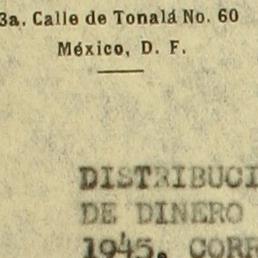 3a. Calle de Tonalá No. 60
México, D. F.
DISTRIBUCI
DE DINERO
1945. CORR